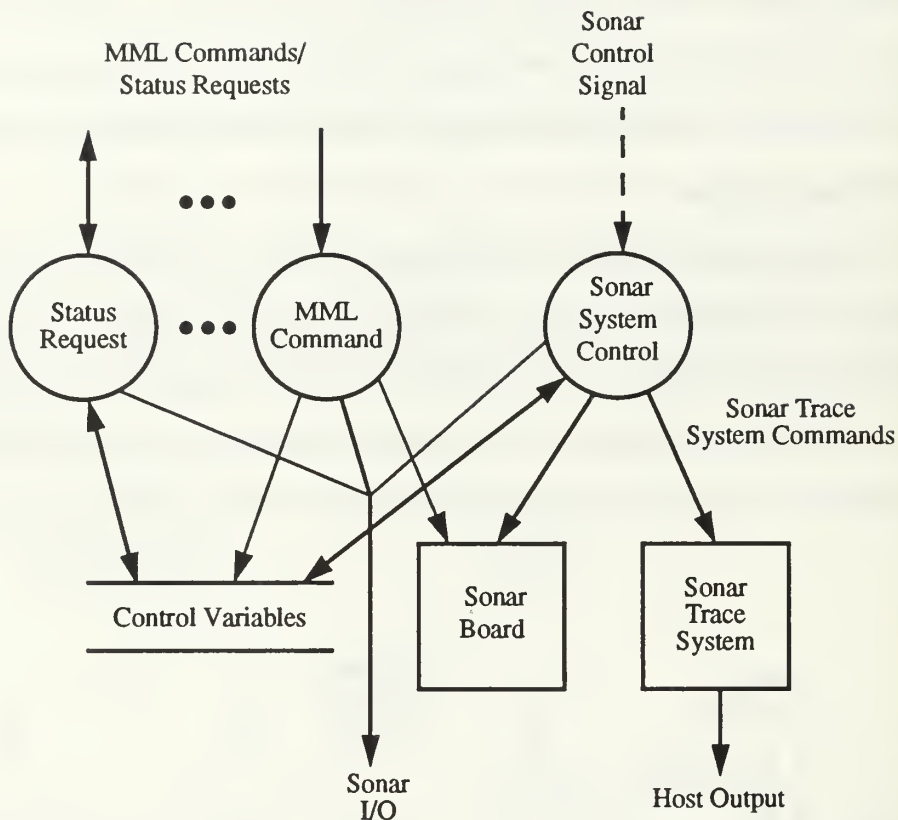 MML Commands/
Status Requests
Sonar
Control
Signal
Status
Request
MML
Command
Sonar
System
Control
Sonar Trace
System Commands
Control Variables
Sonar
Board
Sonar
Trace
System
Sonar
I/O
Host Output